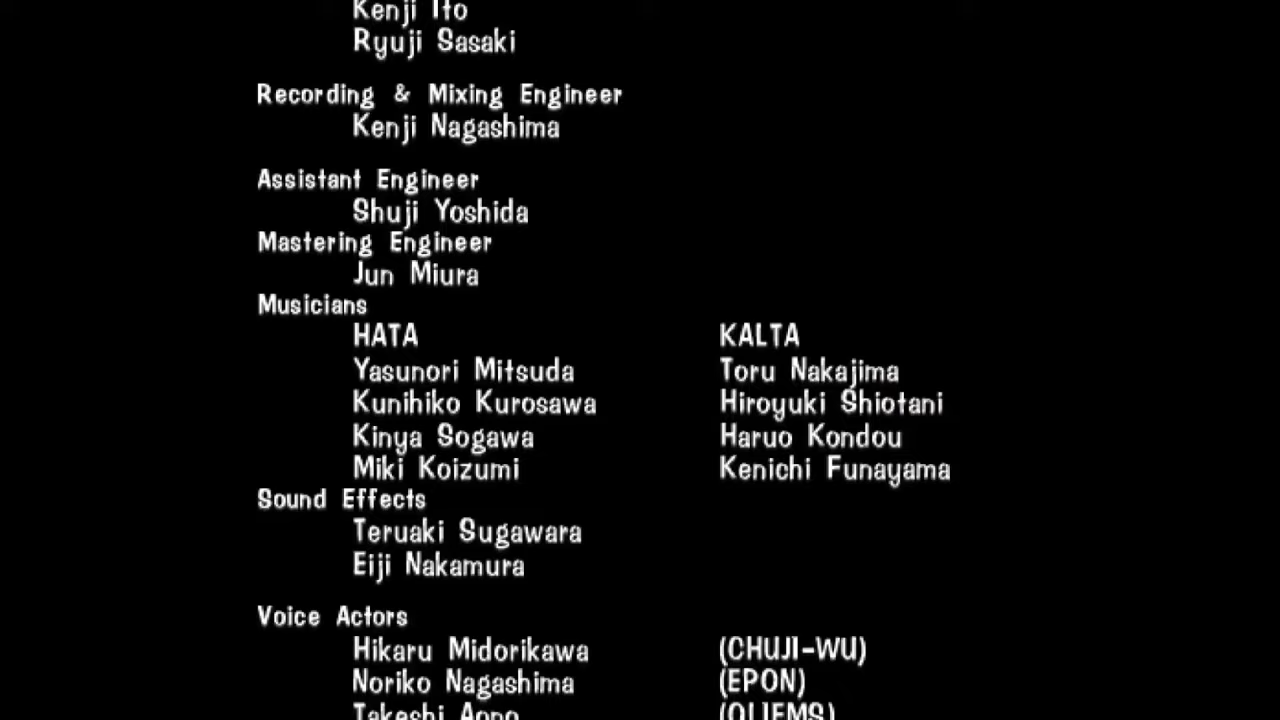 Kenji Ito
Ryuji Sasaki
Recording & Mixing Engineer
Kenji Nagashima
Assistant Engineer
Shuji Yoshida
Mastering Engineer
Jun Miura
Musicians
HATA KALTA
Yasunori Mitsuda Toru Nakajima
Kunihiko Kurosawa Hiroyuki Shiotani
Kinya Sogawa Haruo Kondou
Miki Koizumi Kenichi Funayama
Sound Effects
Teruaki Sugawara
Eiji Nakamura
Voice Actors
Hikaru Midorikawa (CHUJI-WU)
Noriko Nagashima (EPON)
Takeshi Aono